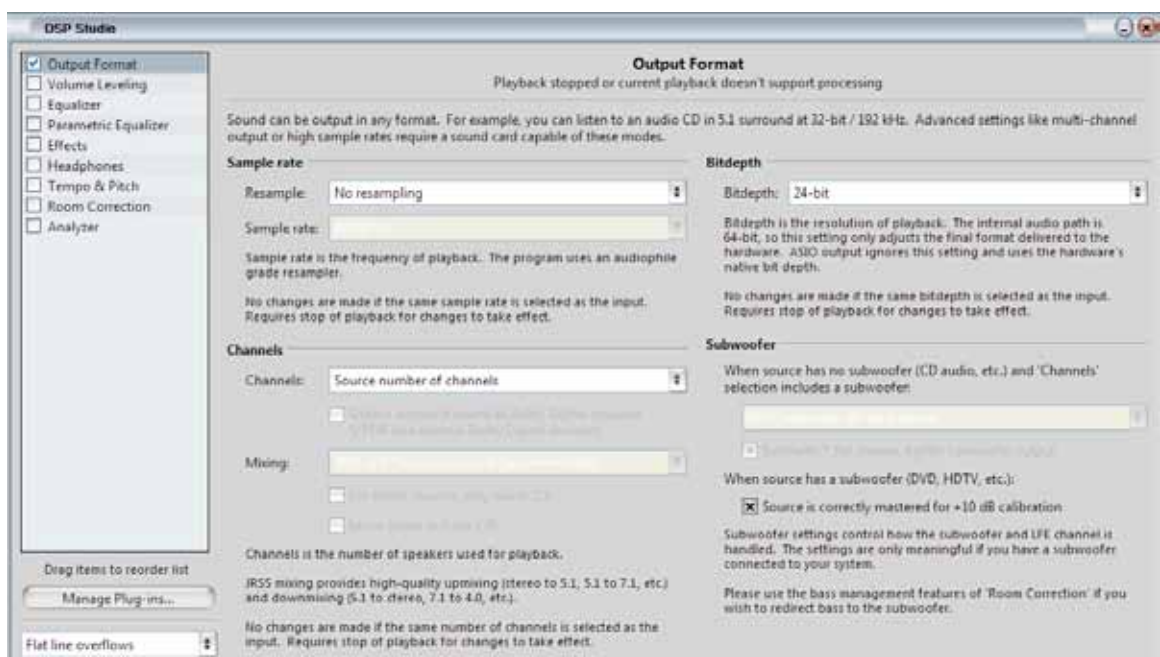 DSP Studio
Output Format
Volume Leveling
Equalizer
Parametric Equalizer
Effects
Headphones
Tempo & Pitch
Room Correction
Analyzer
Drag items to reorder list
Manage Plug-ins...
Flat line overflows
Output Format
Playback stopped or current playback doesn't support processing
Sound can be output in any format. For example, you can listen to an audio CD in 5.1 surround at 32-bit / 192 kHz. Advanced settings like multi-channel
output or high sample rates require a sound card capable of these modes.
Sample rate
Resample: No resampling
Sample rate:
Sample rate is the frequency of playback. The program uses an audiophile
grade resampler.
No changes are made if the same sample rate is selected as the input.
Requires stop of playback for changes to take effect.
Channels
Channels: Source number of channels
Mixing:
Channels is the number of speakers used for playback.
JRSS mixing provides high-quality upmixing (stereo to 5.1, 5.1 to 7.1, etc.)
and downmixing (5.1 to stereo, 7.1 to 4.0, etc.).
No changes are made if the same number of channels is selected as the
input. Requires stop of playback for changes to take effect.
Bitdepth
Bitdepth: 24-bit
Bitdepth is the resolution of playback. The internal audio path is
64-bit, so this setting only adjusts the final format delivered to the
hardware. ASIO output ignores this setting and uses the hardware's
native bit depth.
No changes are made if the same bitdepth is selected as the input.
Requires stop of playback for changes to take effect.
Subwoofer
When source has no subwoofer (CD audio, etc.) and 'Channels'
selection includes a subwoofer:
When source has a subwoofer (DVD, HDTV, etc.):
Source is correctly mastered for +10 dB calibration
Subwoofer settings control how the subwoofer and LFE channel is
handled. The settings are only meaningful if you have a subwoofer
connected to your system.
Please use the bass management features of 'Room Correction' if you
wish to redirect bass to the subwoofer.